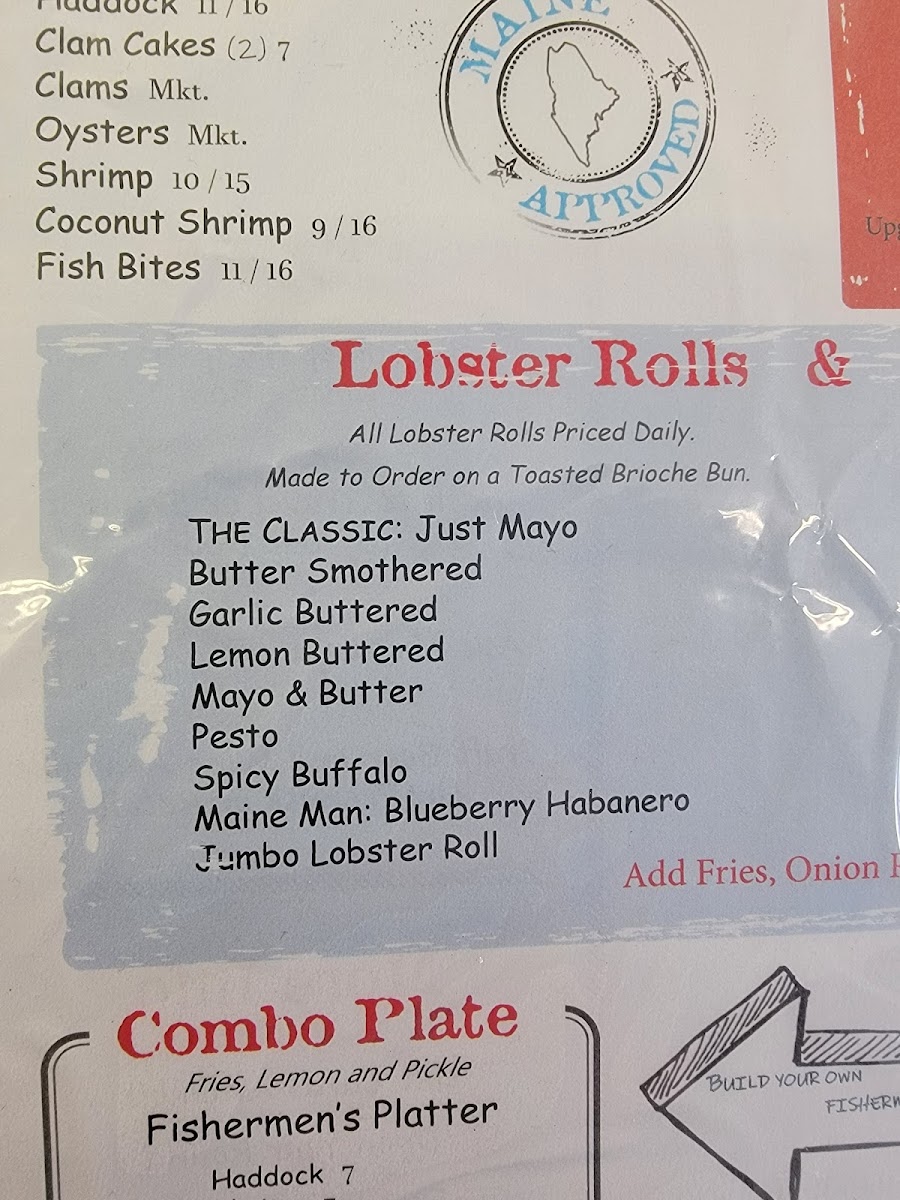 Haddock 11 / 16
Clam Cakes (2) 7
Clams Mkt.
Oysters Mkt.
Shrimp 10 / 15
Coconut Shrimp 9 / 16
Fish Bites 11 / 16
MAINE
APPROVED
Lobster Rolls &
All Lobster Rolls Priced Daily.
Made to Order on a Toasted Brioche Bun.
THE CLASSIC: Just Mayo
Butter Smothered
Garlic Buttered
Lemon Buttered
Mayo & Butter
Pesto
Spicy Buffalo
Maine Man: Blueberry Habanero
Jumbo Lobster Roll
Add Fries, Onion
Combo Plate
Fries, Lemon and Pickle
Fishermen's Platter
Haddock 7
BUILD YOUR OWN